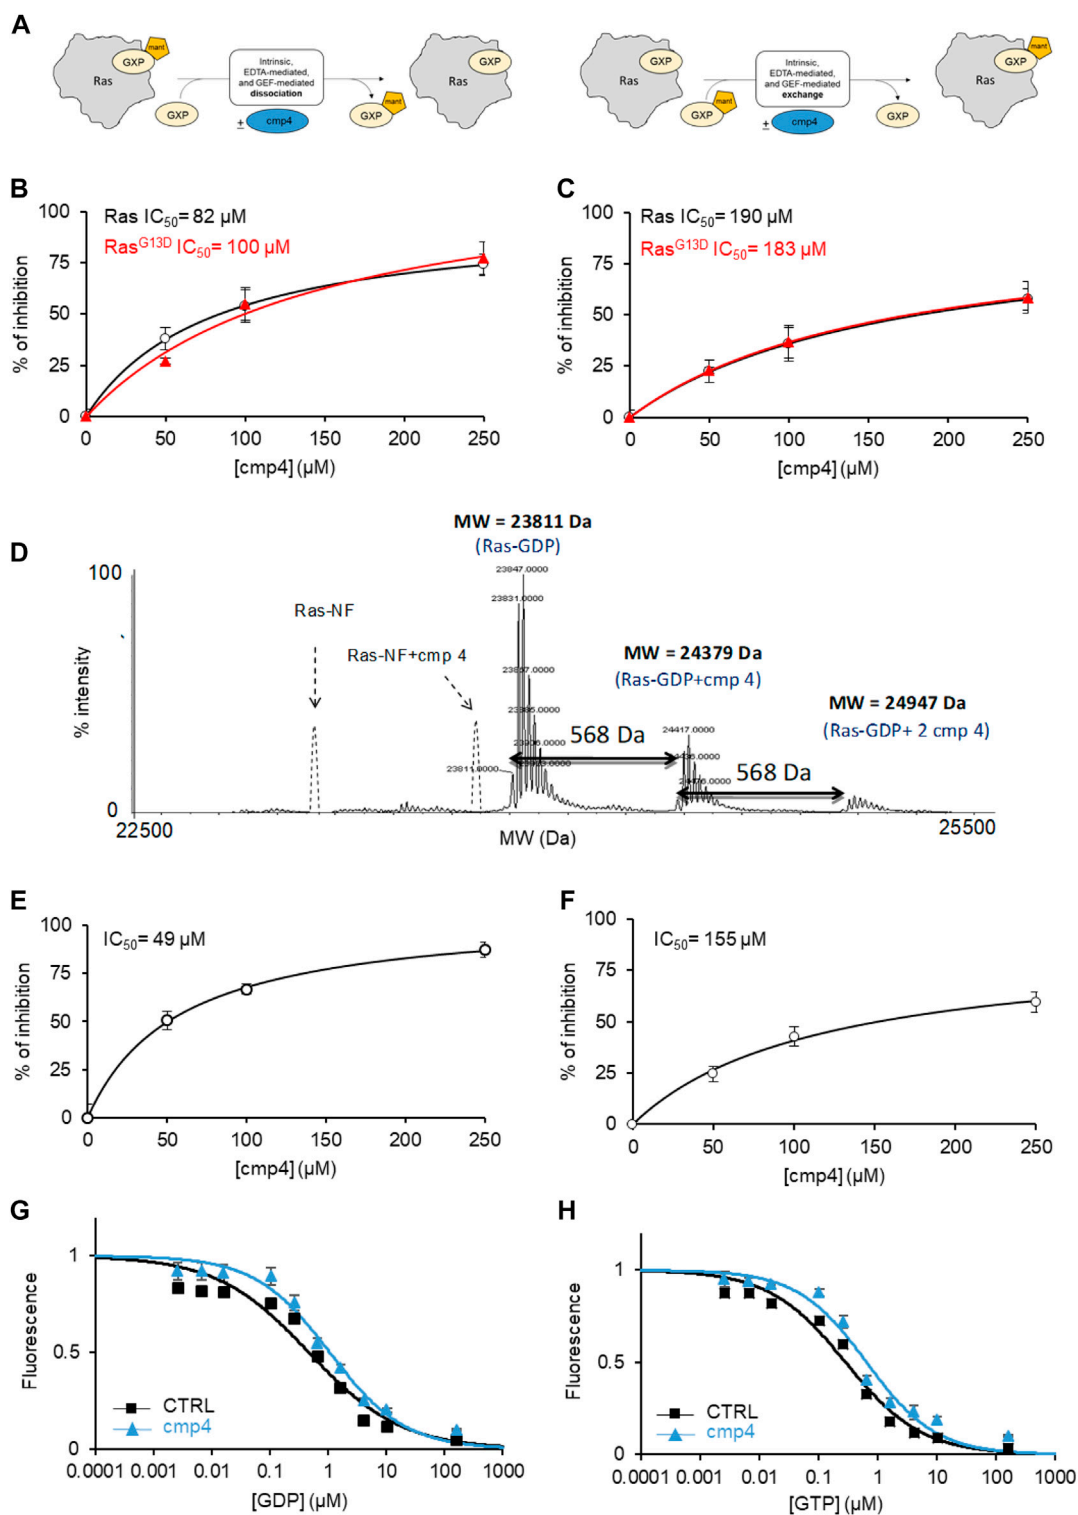 A
GXP
mant
Ras
GXP
Intrinsic,
EDTA-mediated,
and GEF-mediated
dissociation
± cmp4
GXP
mant
GXP
Ras
GXP
Ras
GXP
mant
Intrinsic,
EDTA-mediated,
and GEF-mediated
exchange
± cmp4
GXP
GXP
mant
Ras
B
Ras IC50= 82 µM
RasG13D IC50= 100 µM
% of inhibition
100
75
50
25
0
0 50 100 150 200 250
[cmp4] (µM)
C
Ras IC50= 190 µM
RasG13D IC50= 183 µM
% of inhibition
100
75
50
25
0
0 50 100 150 200 250
[cmp4] (µM)
D
MW = 23811 Da
(Ras-GDP)
100
% intensity
0
Ras-NF
Ras-NF+cmp 4
23847.0000
23831.0000
23811.0000
568 Da
MW = 24379 Da
(Ras-GDP+cmp 4)
24417.0000
568 Da
MW = 24947 Da
(Ras-GDP+ 2 cmp 4)
22500
MW (Da)
25500
E
IC50= 49 µM
% of inhibition
100
75
50
25
0
0 50 100 150 200 250
[cmp4] (µM)
F
IC50= 155 µM
% of inhibition
100
75
50
25
0
0 50 100 150 200 250
[cmp4] (µM)
G
Fluorescence
1
0.5
0
CTRL
cmp4
0.0001 0.01 0.1 1 10 1000
[GDP] (µM)
H
Fluorescence
1
0.5
0
CTRL
cmp4
0.0001 0.01 0.1 1 10 1000
[GTP] (µM)